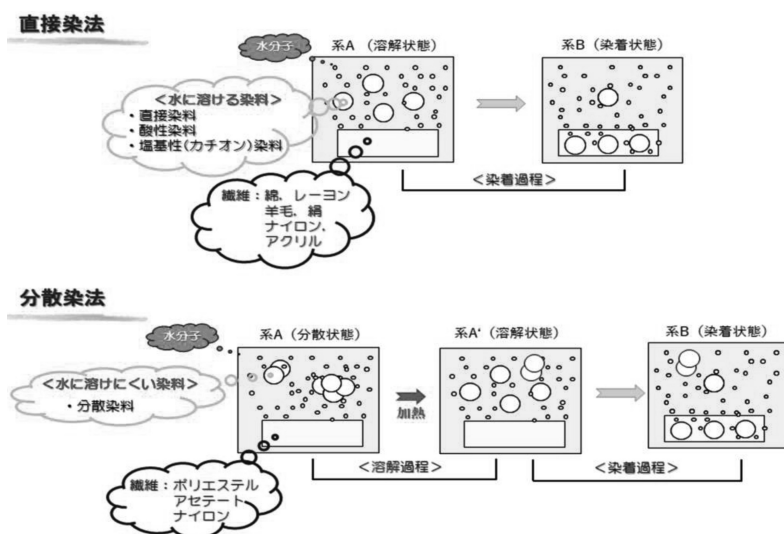 直接染法
水分子
系A（溶解状態）
系B（染着状態）
＜水に溶ける染料＞
・直接染料
・酸性染料
・塩基性（カチオン）染料
＜染着過程＞
繊維：綿、レーヨン
羊毛、絹
ナイロン、
アクリル
分散染法
水分子
系A（分散状態）
系A'（溶解状態）
系B（染着状態）
＜水に溶けにくい染料＞
・分散染料
加熱
＜溶解過程＞
＜染着過程＞
繊維：ポリエステル
アセテート
ナイロン